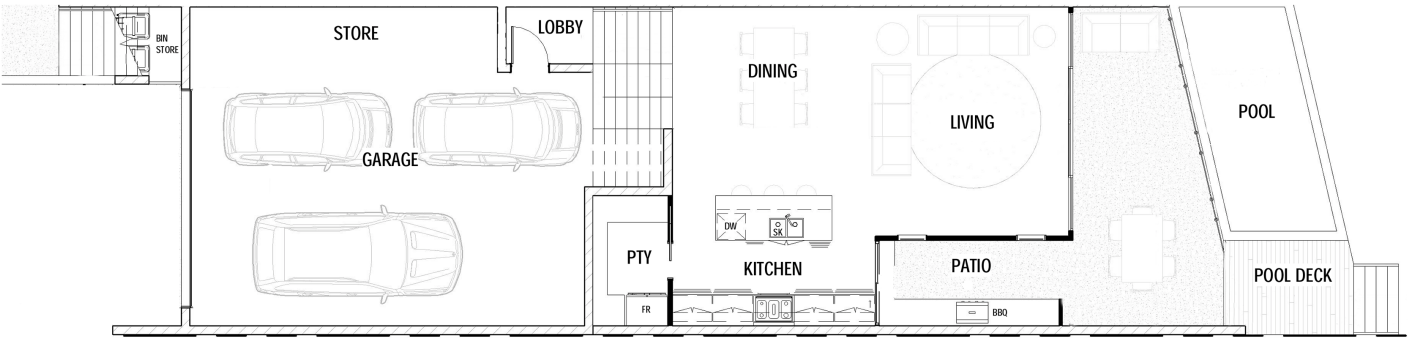 BIN
STORE
STORE
LOBBY
DINING
POOL
LIVING
GARAGE
DW
SK
PTY
KITCHEN
PATIO
POOL DECK
FR
BBQ